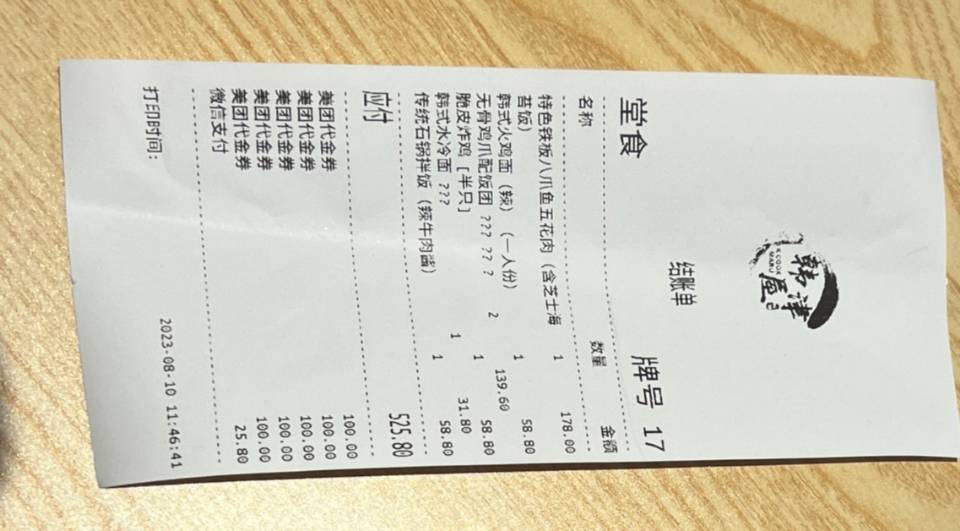 韩津屋
结账单
堂食 牌号 17
名称 数量 金额
特色铁板八爪鱼五花肉（含芝士海 1 178.00
苔饭）
韩式火鸡面（辣）（一人份） 1 58.80
无骨鸡爪配饭团 ??? ?? ? 2 139.60
脆皮炸鸡 [半只] 1 58.80
韩式水冷面 ??? 1 31.80
传统石锅拌饭（辣牛肉酱） 1 58.80
应付 525.80
美团代金券 100.00
美团代金券 100.00
美团代金券 100.00
美团代金券 100.00
美团代金券 100.00
微信支付 25.80
打印时间： 2023-08-10 11:46:41